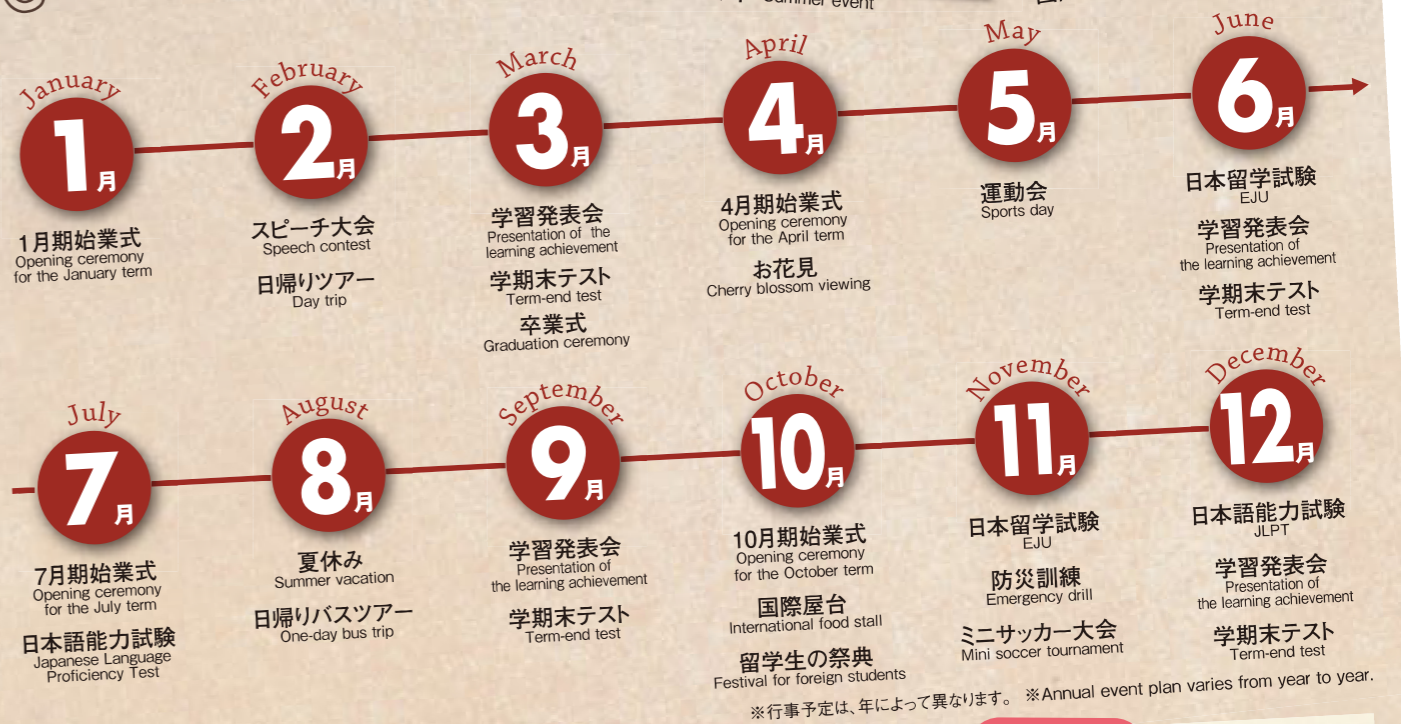 Summer event
January
1月
1月期始業式
Opening ceremony
for the January term
February
2月
スピーチ大会
Speech contest
日帰りツアー
Day trip
March
3月
学習発表会
Presentation of the
learning achievement
学期末テスト
Term-end test
卒業式
Graduation ceremony
April
4月
4月期始業式
Opening ceremony
for the April term
お花見
Cherry blossom viewing
May
5月
運動会
Sports day
June
6月
日本留学試験
EJU
学習発表会
Presentation of
the learning achievement
学期末テスト
Term-end test
July
7月
7月期始業式
Opening ceremony
for the July term
日本語能力試験
Japanese Language
Proficiency Test
August
8月
夏休み
Summer vacation
日帰りバスツアー
One-day bus trip
September
9月
学習発表会
Presentation of
the learning achievement
学期末テスト
Term-end test
October
10月
10月期始業式
Opening ceremony
for the October term
国際屋台
International food stall
留学生の祭典
Festival for foreign students
November
11月
日本留学試験
EJU
防災訓練
Emergency drill
ミニサッカー大会
Mini soccer tournament
December
12月
日本語能力試験
JLPT
学習発表会
Presentation of
the learning achievement
学期末テスト
Term-end test
※行事予定は、年によって異なります。 ※Annual event plan varies from year to year.